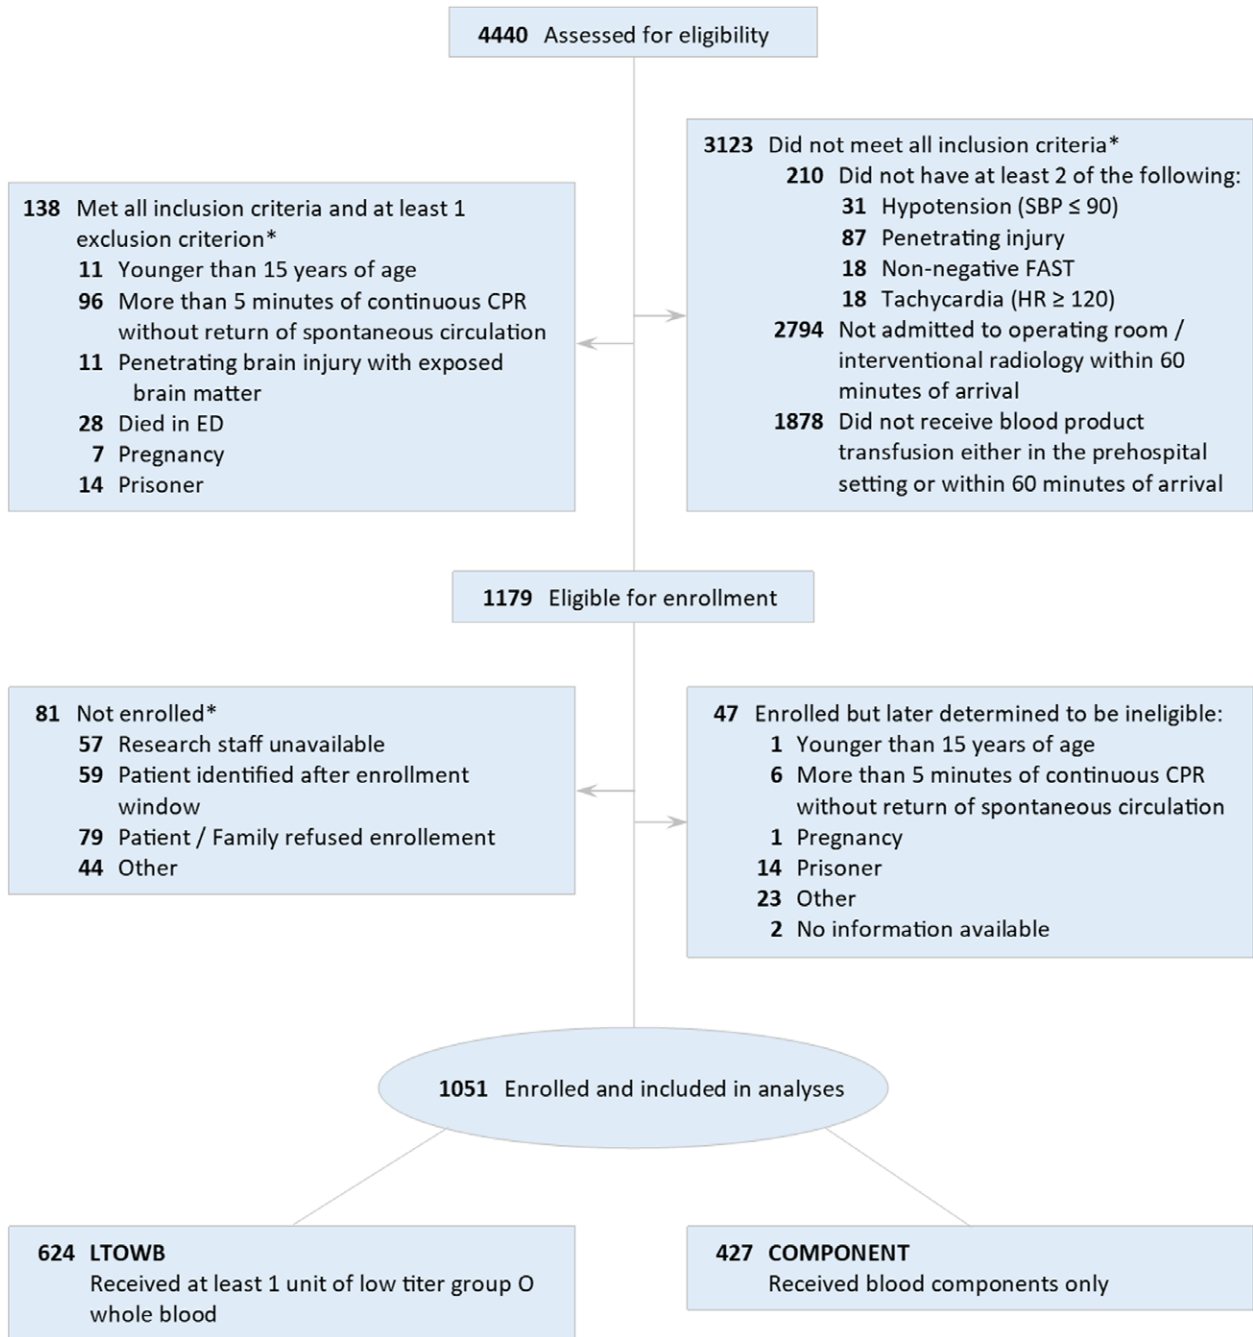 4440 Assessed for eligibility
3123 Did not meet all inclusion criteria*
210 Did not have at least 2 of the following:
31 Hypotension (SBP ≤ 90)
87 Penetrating injury
18 Non-negative FAST
18 Tachycardia (HR ≥ 120)
2794 Not admitted to operating room /
interventional radiology within 60
minutes of arrival
1878 Did not receive blood product
transfusion either in the prehospital
setting or within 60 minutes of arrival
138 Met all inclusion criteria and at least 1
exclusion criterion*
11 Younger than 15 years of age
96 More than 5 minutes of continuous CPR
without return of spontaneous circulation
11 Penetrating brain injury with exposed
brain matter
28 Died in ED
7 Pregnancy
14 Prisoner
1179 Eligible for enrollment
81 Not enrolled*
57 Research staff unavailable
59 Patient identified after enrollment
window
79 Patient / Family refused enrollement
44 Other
47 Enrolled but later determined to be ineligible:
1 Younger than 15 years of age
6 More than 5 minutes of continuous CPR
without return of spontaneous circulation
1 Pregnancy
14 Prisoner
23 Other
2 No information available
1051 Enrolled and included in analyses
624 LTOWB
Received at least 1 unit of low titer group O
whole blood
427 COMPONENT
Received blood components only